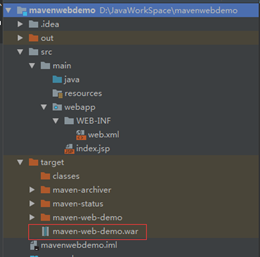 mavenwebdemo D:\JavaWorkSpace\mavenwebdemo
.idea
out
src
main
java
resources
webapp
WEB-INF
web.xml
index.jsp
target
classes
maven-archiver
maven-status
maven-web-demo
maven-web-demo.war
mavenwebdemo.iml